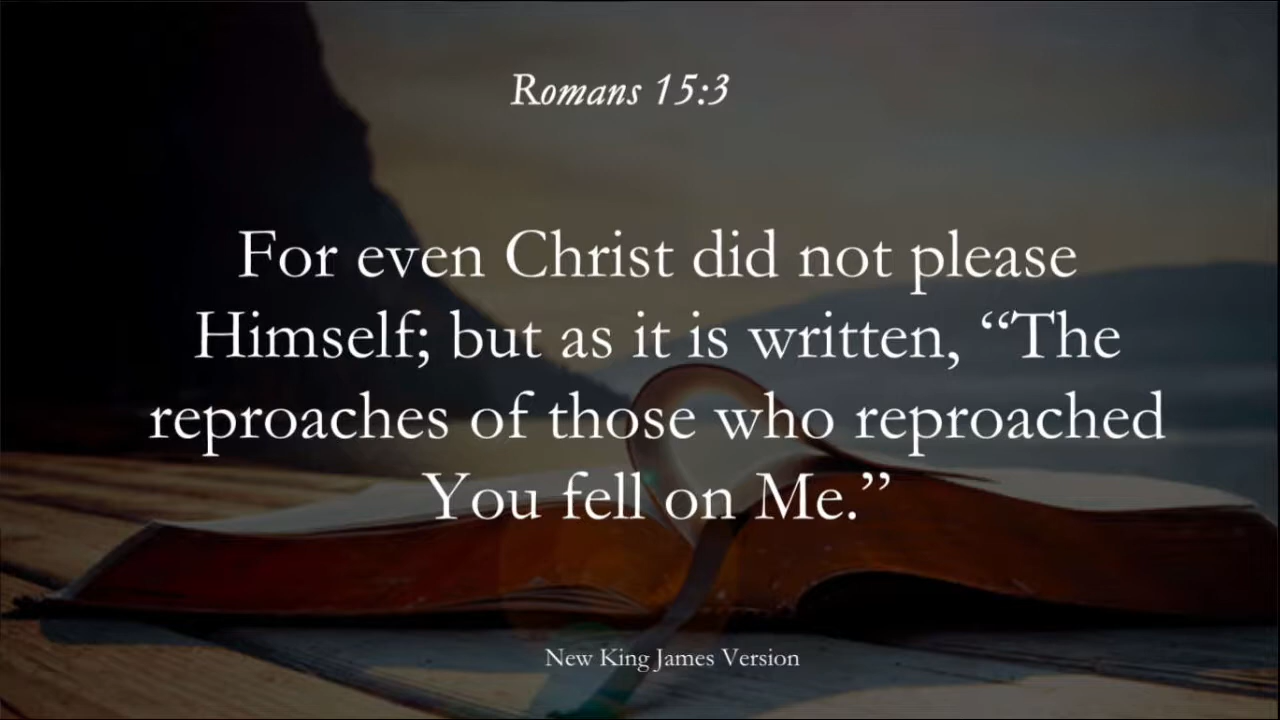 Romans 15:3
For even Christ did not please
Himself; but as it is written, “The
reproaches of those who reproached
You fell on Me.”
New King James Version